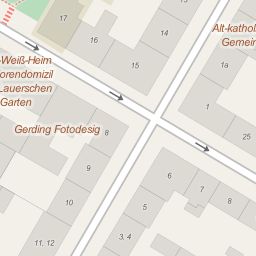 17
16
15
Alt-kathol
Gemein
1a
1
25
-Weiß-Heim
orendomizil
Lauerschen
Garten
Gerding Fotodesig
8
9
10
11, 12
6
7
8
5
3, 4